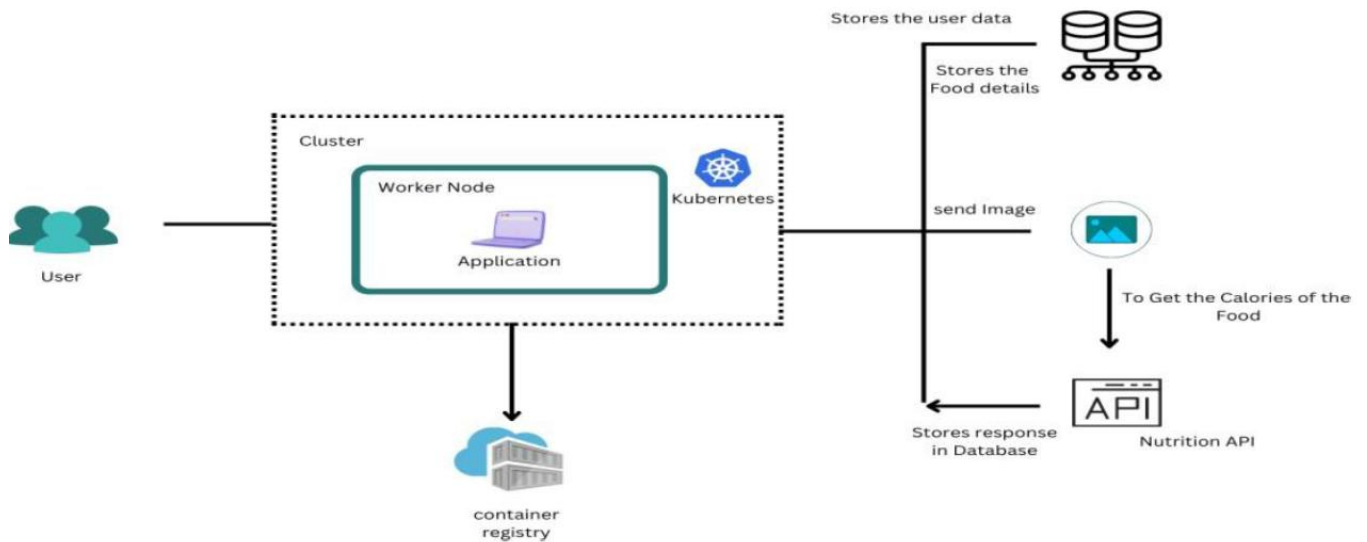 Stores the user data
Stores the
Food details
Cluster
Worker Node
Kubernetes
Application
User
send Image
To Get the Calories of the
Food
API
Nutrition API
Stores response
in Database
container
registry